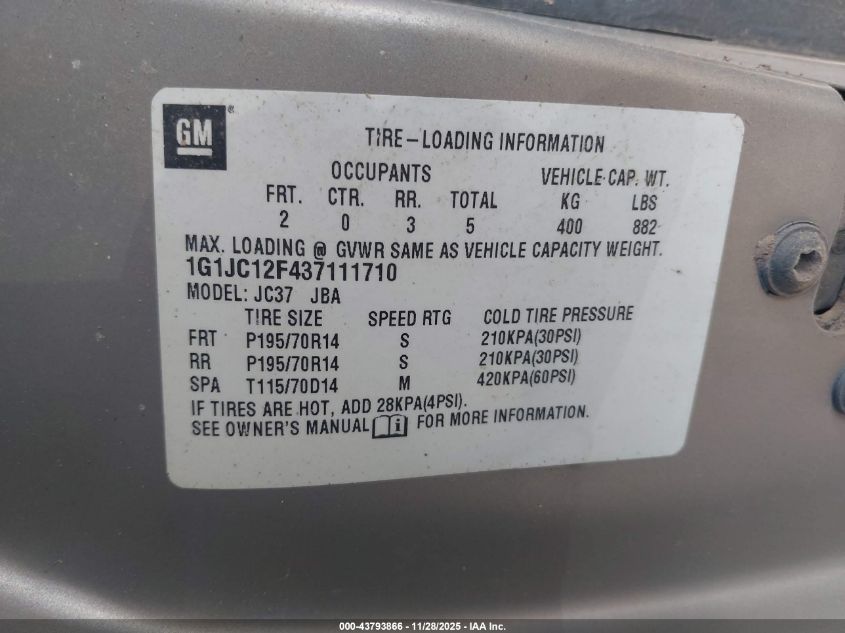 GM ®
TIRE-LOADING INFORMATION
OCCUPANTS VEHICLE CAP. WT.
FRT. CTR. RR. TOTAL KG LBS
2 0 3 5 400 882
MAX. LOADING @ GVWR SAME AS VEHICLE CAPACITY WEIGHT.
1G1JC12F437111710
MODEL: JC37 JBA
TIRE SIZE SPEED RTG COLD TIRE PRESSURE
FRT P195/70R14 S 210KPA(30PSI)
RR P195/70R14 S 210KPA(30PSI)
SPA T115/70D14 M 420KPA(60PSI)
IF TIRES ARE HOT, ADD 28KPA(4PSI).
SEE OWNER'S MANUAL i FOR MORE INFORMATION.
000-43793866 | 11/28/2025 - IAA Inc.